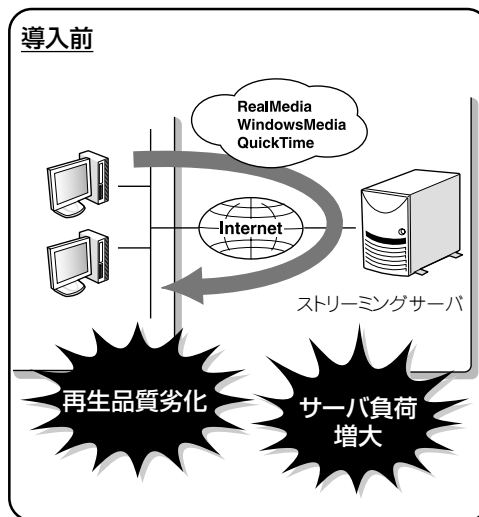 導入前
RealMedia
WindowsMedia
QuickTime
Internet
ストリーミングサーバ
再生品質劣化
サーバ負荷
増大